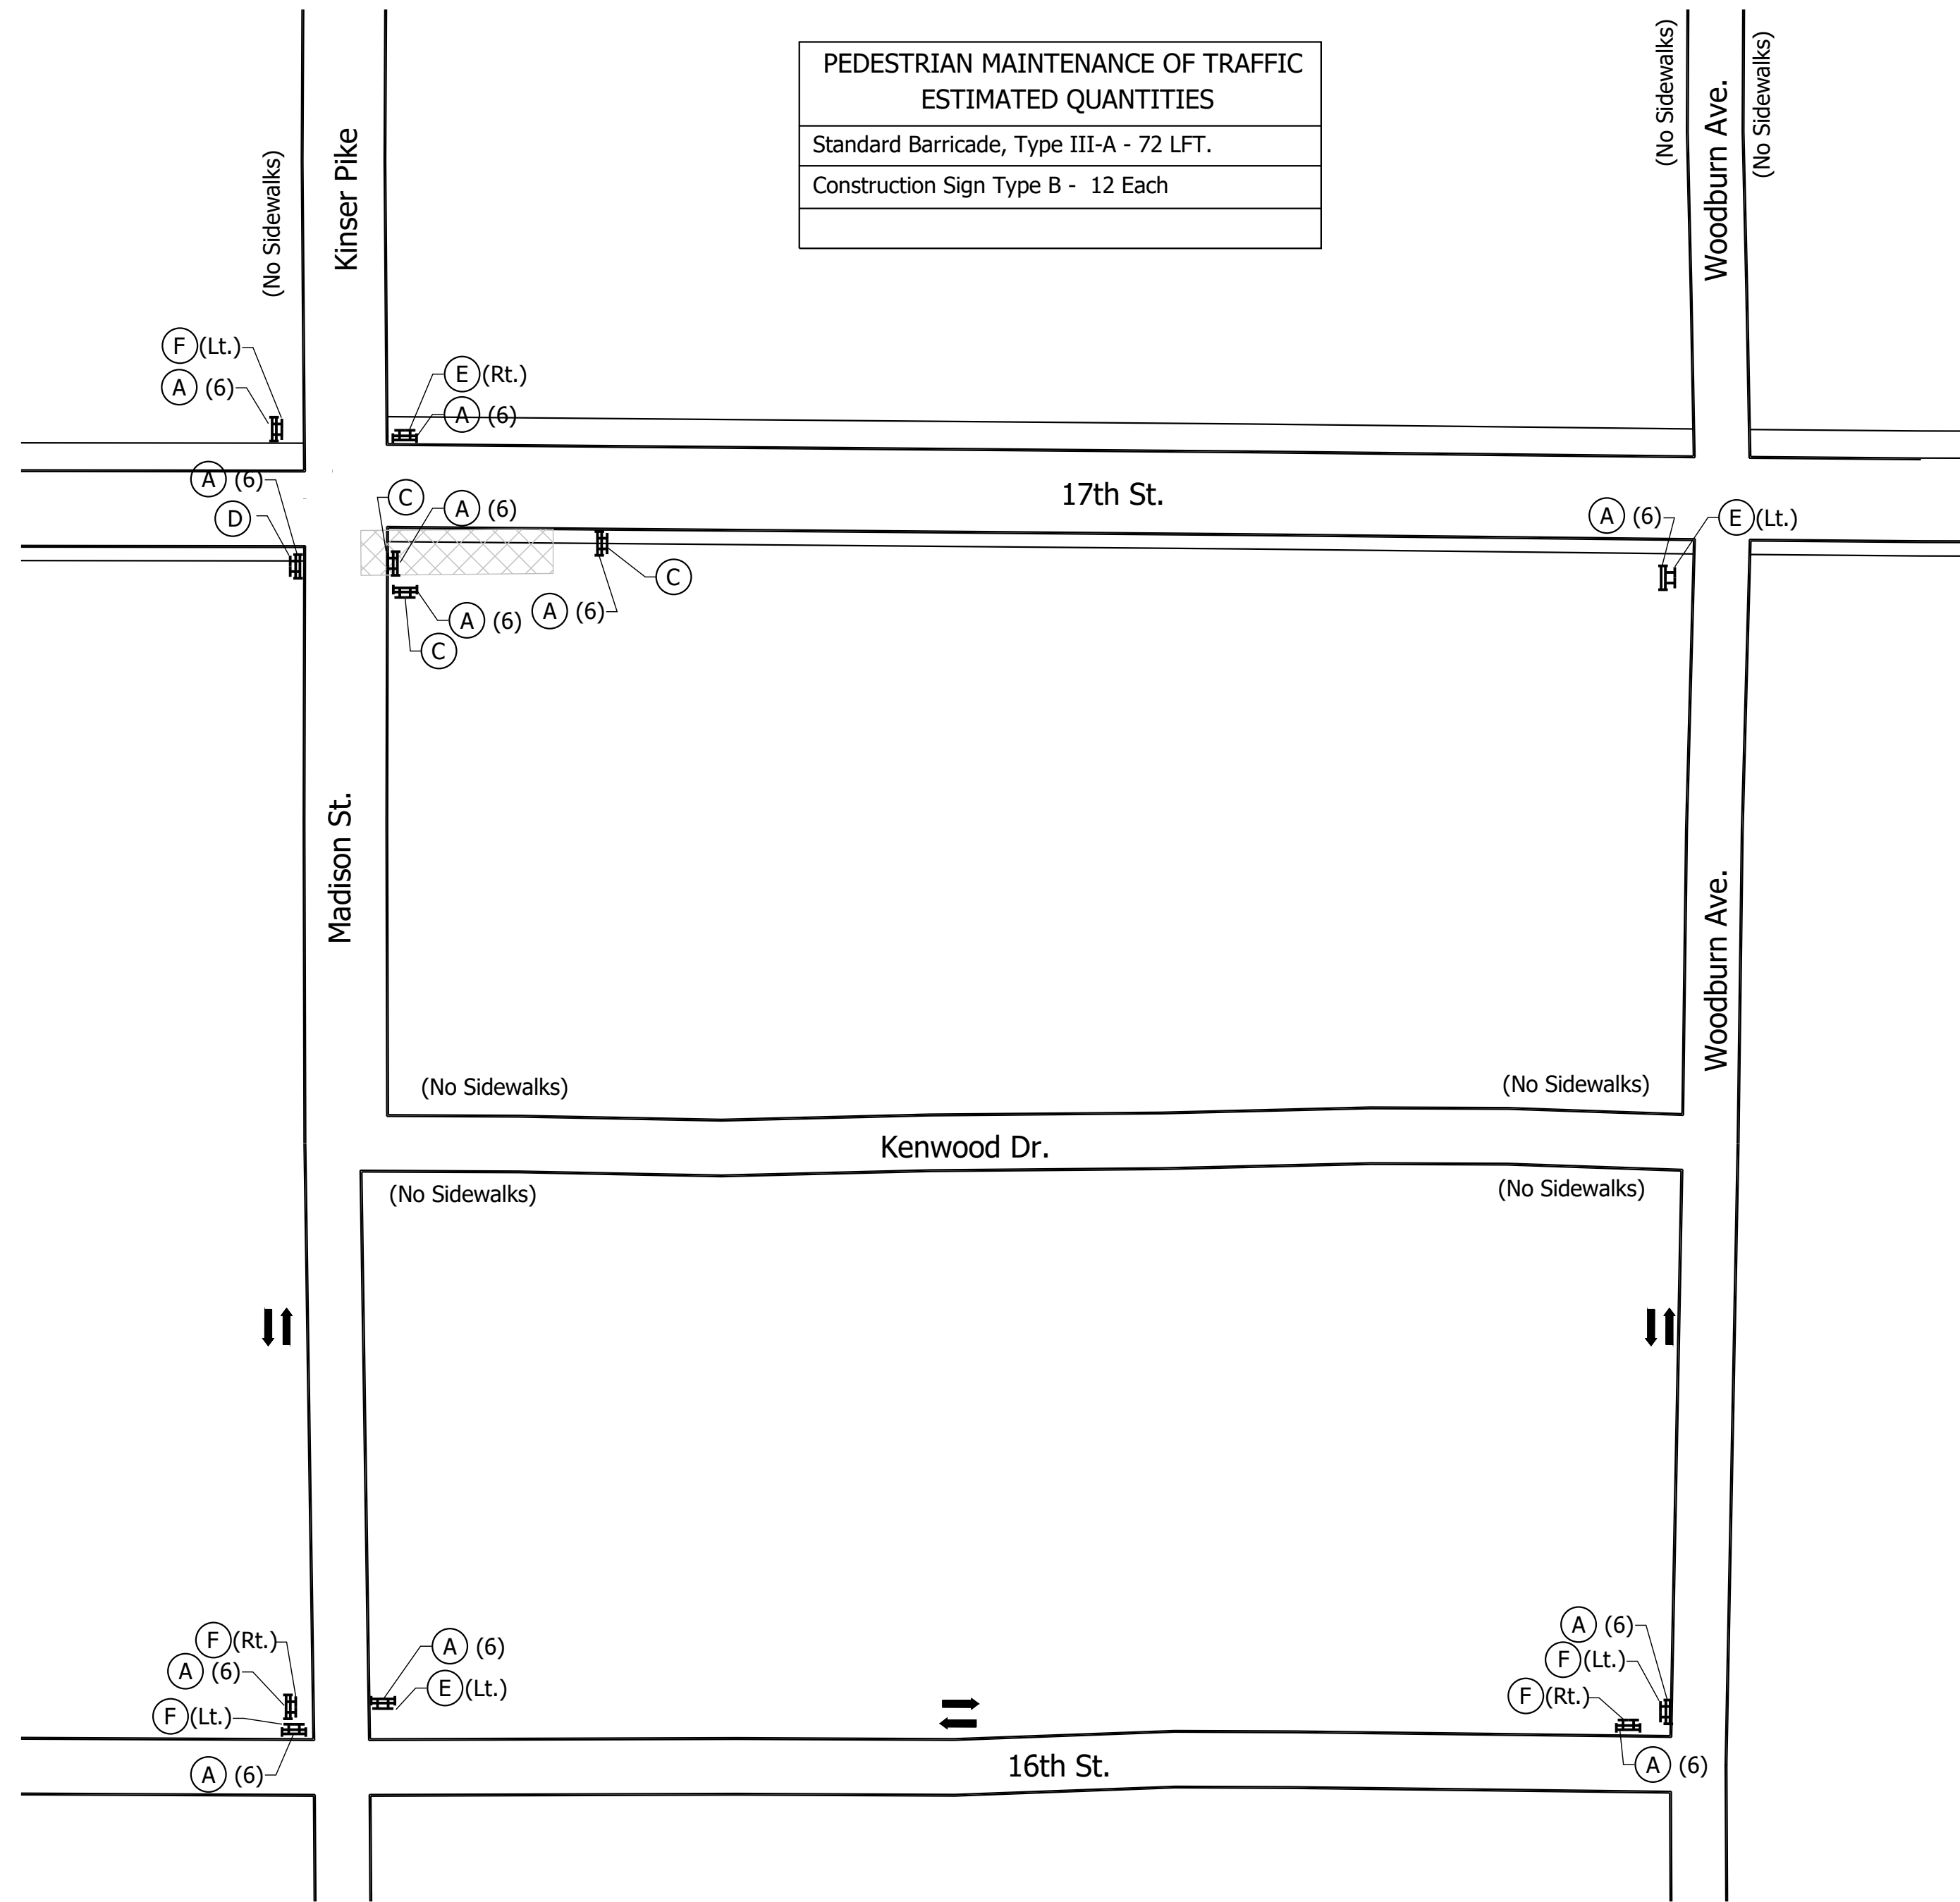 PEDESTRIAN MAINTENANCE OF TRAFFIC
ESTIMATED QUANTITIES
Standard Barricade, Type III-A - 72 LFT.
Construction Sign Type B - 12 Each
(No Sidewalks)
Kinser Pike
(No Sidewalks)
Woodburn Ave.
(No Sidewalks)
F (Lt.)
A (6)
E (Rt.)
A (6)
A (6)
D
C
A (6)
17th St.
A (6)
E (Lt.)
C
A (6)
A (6)
C
Madison St.
Woodburn Ave.
(No Sidewalks)
(No Sidewalks)
Kenwood Dr.
(No Sidewalks)
(No Sidewalks)
F (Rt.)
A (6)
F (Lt.)
A (6)
A (6)
E (Lt.)
A (6)
F (Lt.)
F (Rt.)
A (6)
16th St.